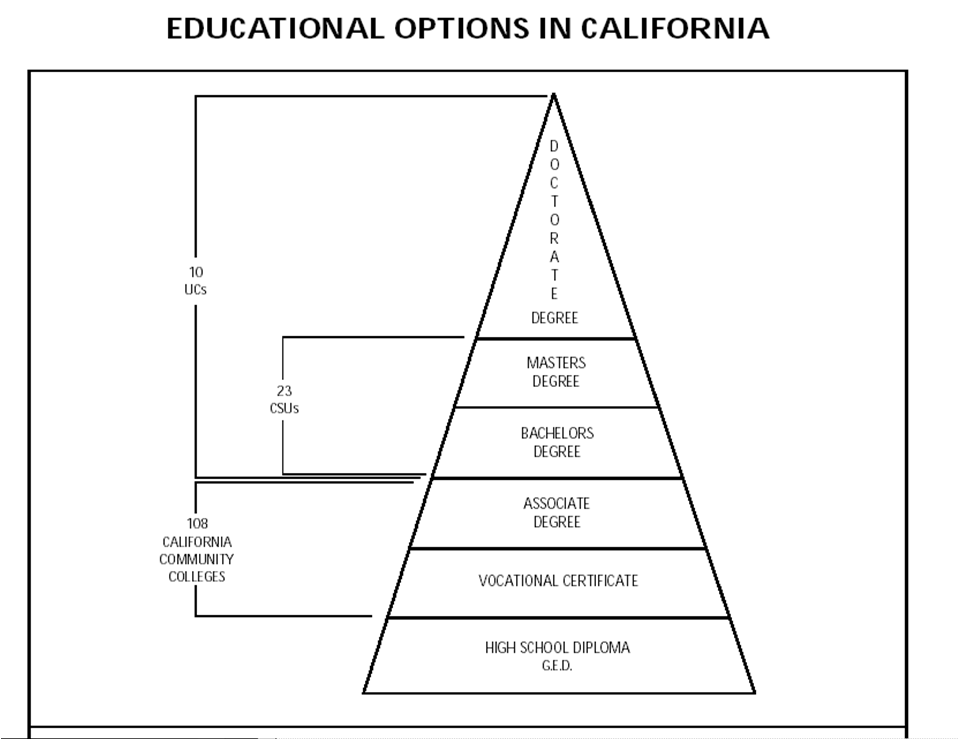 EDUCATIONAL OPTIONS IN CALIFORNIA
D
O
C
T
O
R
A
T
E
DEGREE
10
UCs
MASTERS
DEGREE
23
CSUs
BACHELORS
DEGREE
ASSOCIATE
DEGREE
108
CALIFORNIA
COMMUNITY
COLLEGES
VOCATIONAL CERTIFICATE
HIGH SCHOOL DIPLOMA
G.E.D.